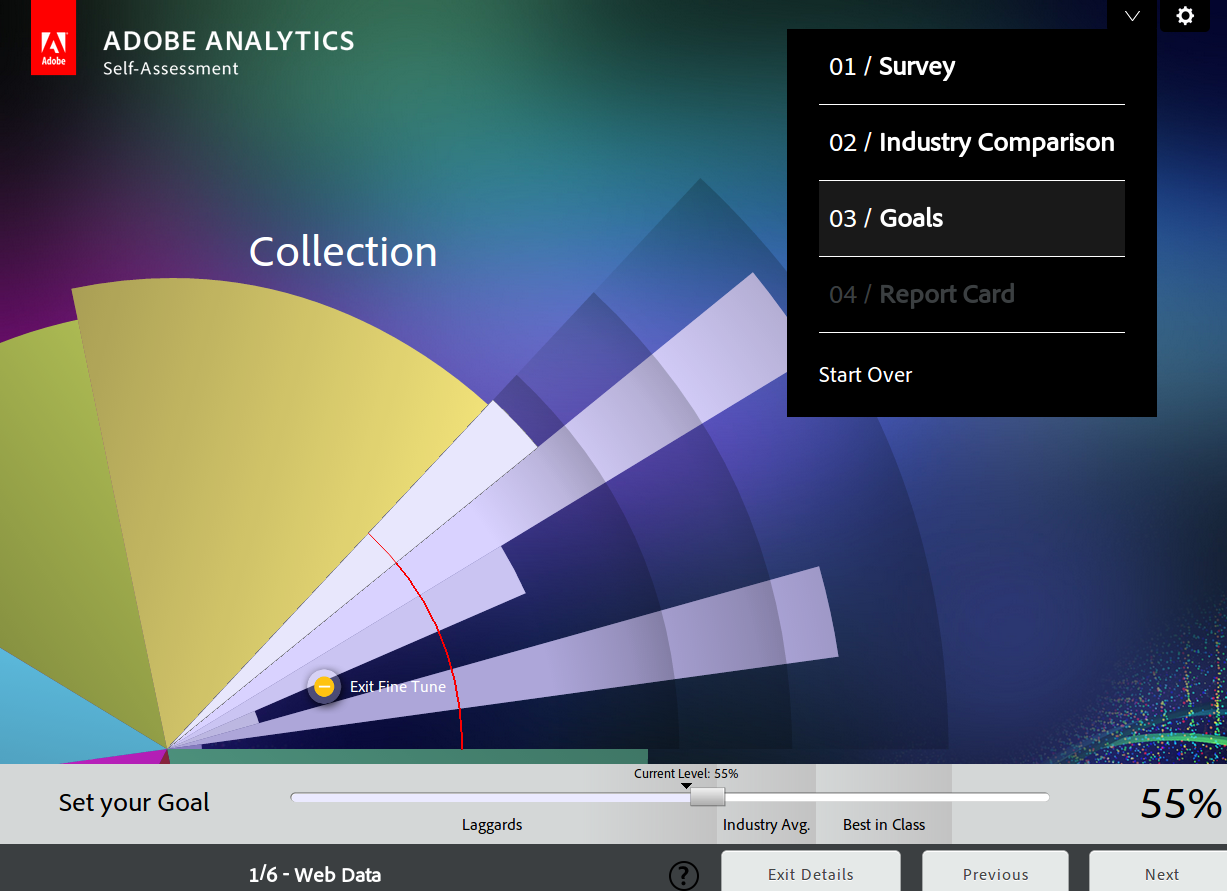 Adobe
ADOBE ANALYTICS
Self-Assessment
01 / Survey
02 / Industry Comparison
03 / Goals
04 / Report Card
Start Over
Collection
Exit Fine Tune
Current Level: 55%
Set your Goal
55%
Laggards
Industry Avg.
Best in Class
1/6 - Web Data
?
Exit Details
Previous
Next